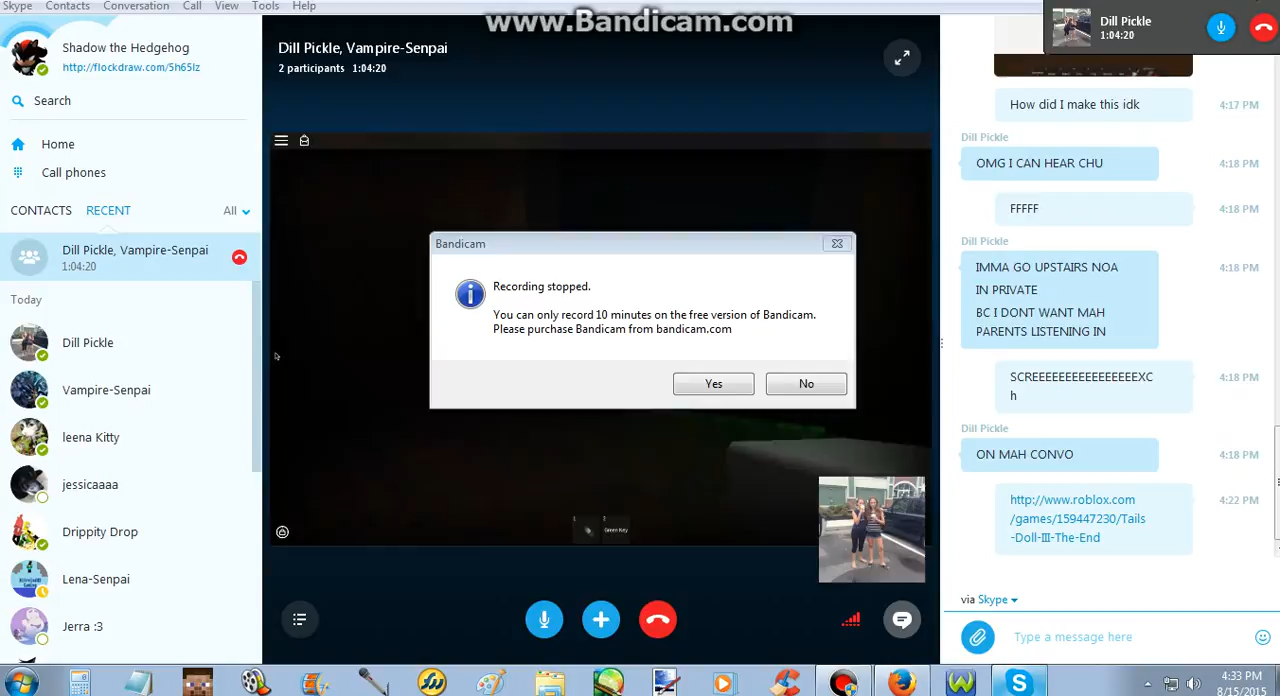 Skype Contacts Conversation Call View Tools Help
www.Bandicam.com
Dill Pickle
1:04:20
Shadow the Hedgehog
http://flockdraw.com/5h65lz
Search
Home
Call phones
CONTACTS RECENT All
Dill Pickle, Vampire-Senpai
1:04:20
Today
Dill Pickle
Vampire-Senpai
leena Kitty
jessicaaaa
Drippity Drop
Lena-Senpai
Jerra :3
Dill Pickle, Vampire-Senpai
2 participants 1:04:20
Bandicam
Recording stopped.
You can only record 10 minutes on the free version of Bandicam.
Please purchase Bandicam from bandicam.com
Yes No
Green Key
How did I make this idk 4:17 PM
Dill Pickle
OMG I CAN HEAR CHU 4:18 PM
FFFFF 4:18 PM
Dill Pickle
IMMA GO UPSTAIRS NOA 4:18 PM
IN PRIVATE
BC I DONT WANT MAH
PARENTS LISTENING IN
SCREEEEEEEEEEEEEEEEXC 4:18 PM
h
Dill Pickle
ON MAH CONVO 4:18 PM
http://www.roblox.com 4:22 PM
/games/159447230/Tails
-Doll-III-The-End
via Skype
Type a message here
4:33 PM
8/15/2015